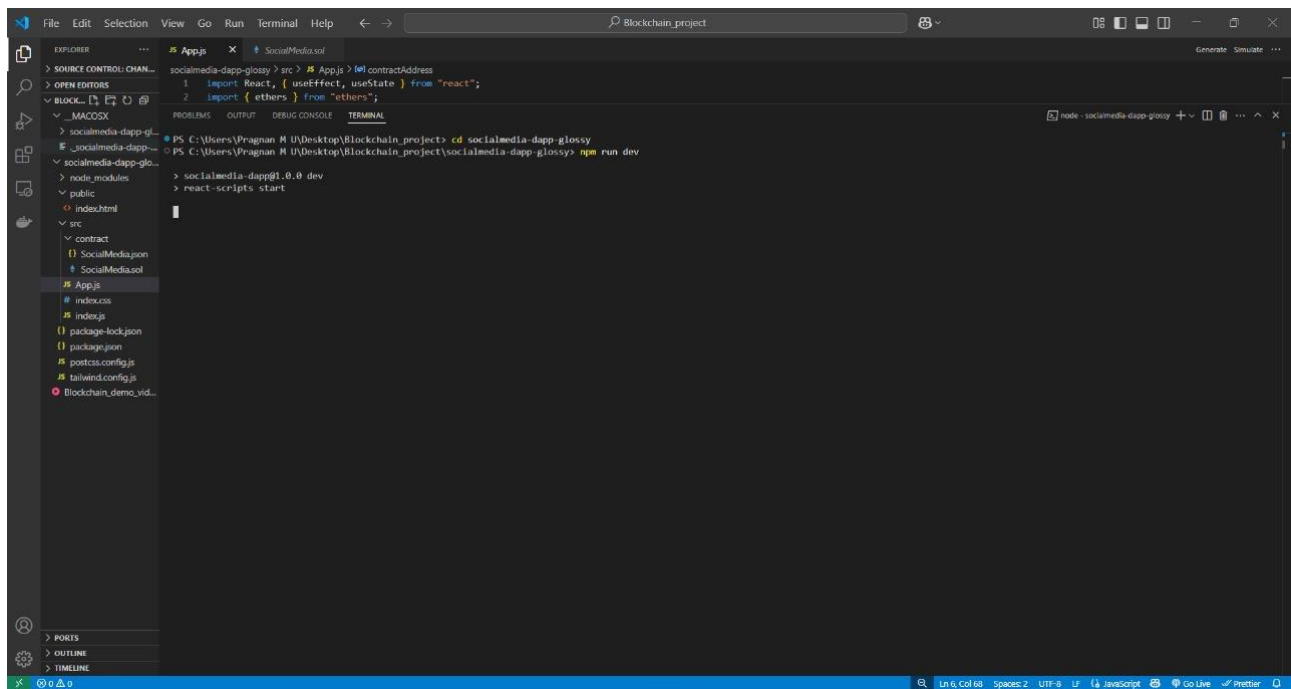 File Edit Selection View Go Run Terminal Help
Blockchain_project
EXPLORER
SOURCE CONTROL: CHAN...
OPEN EDITORS
BLOCK...
__MACOSX
socialmedia-dapp-gl...
._socialmedia-dapp-...
socialmedia-dapp-glo...
node_modules
public
index.html
src
contract
SocialMedia.json
SocialMedia.sol
App.js
index.css
index.js
package-lock.json
package.json
postcss.config.js
tailwind.config.js
Blockchain_demo_vid...
PORTS
OUTLINE
TIMELINE
JS App.js X SocialMedia.sol
Generate Simulate ...
socialmedia-dapp-glossy > src > JS App.js > contractAddress
1 import React, { useEffect, useState } from "react";
2 import { ethers } from "ethers";
PROBLEMS OUTPUT DEBUG CONSOLE TERMINAL
node - socialmedia-dapp-glossy
PS C:\Users\Pragnan M U\Desktop\Blockchain_project> cd socialmedia-dapp-glossy
PS C:\Users\Pragnan M U\Desktop\Blockchain_project\socialmedia-dapp-glossy> npm run dev
> socialmedia-dapp@1.0.0 dev
> react-scripts start
0 0 Ln 6, Col 68 Spaces: 2 UTF-8 LF JavaScript Go Live Prettier